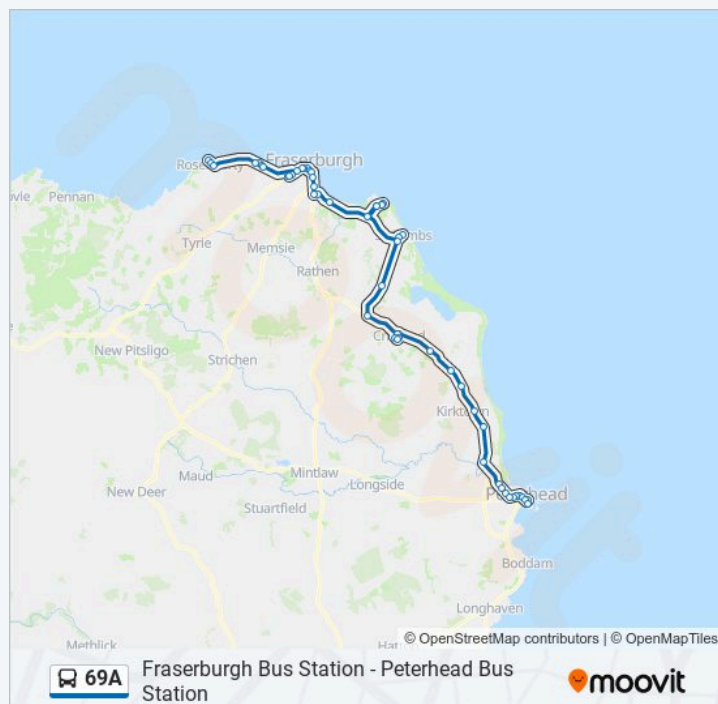 Fraserburgh
Pennan
Tyrie
Memsie
Rathen
New Pitsligo
Strichen
Kirktown
Maud
Mintlaw
New Deer
Longside
Peterhead
Stuartfield
Boddam
Longhaven
Methlick
© OpenStreetMap contributors | © OpenMapTiles
69A
Fraserburgh Bus Station - Peterhead Bus
Station
moovit